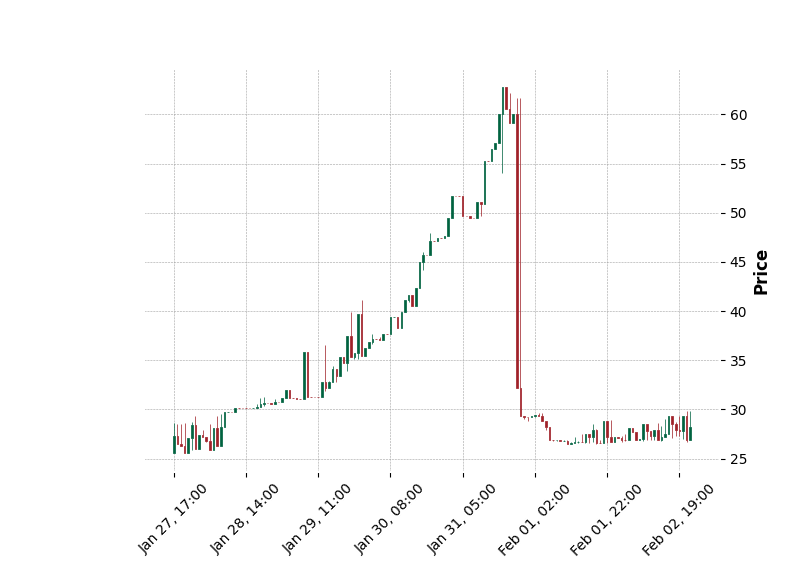 60
55
50
45
40
35
30
25
Price
Jan 27, 17:00
Jan 28, 14:00
Jan 29, 11:00
Jan 30, 08:00
Jan 31, 05:00
Feb 01, 02:00
Feb 01, 22:00
Feb 02, 19:00